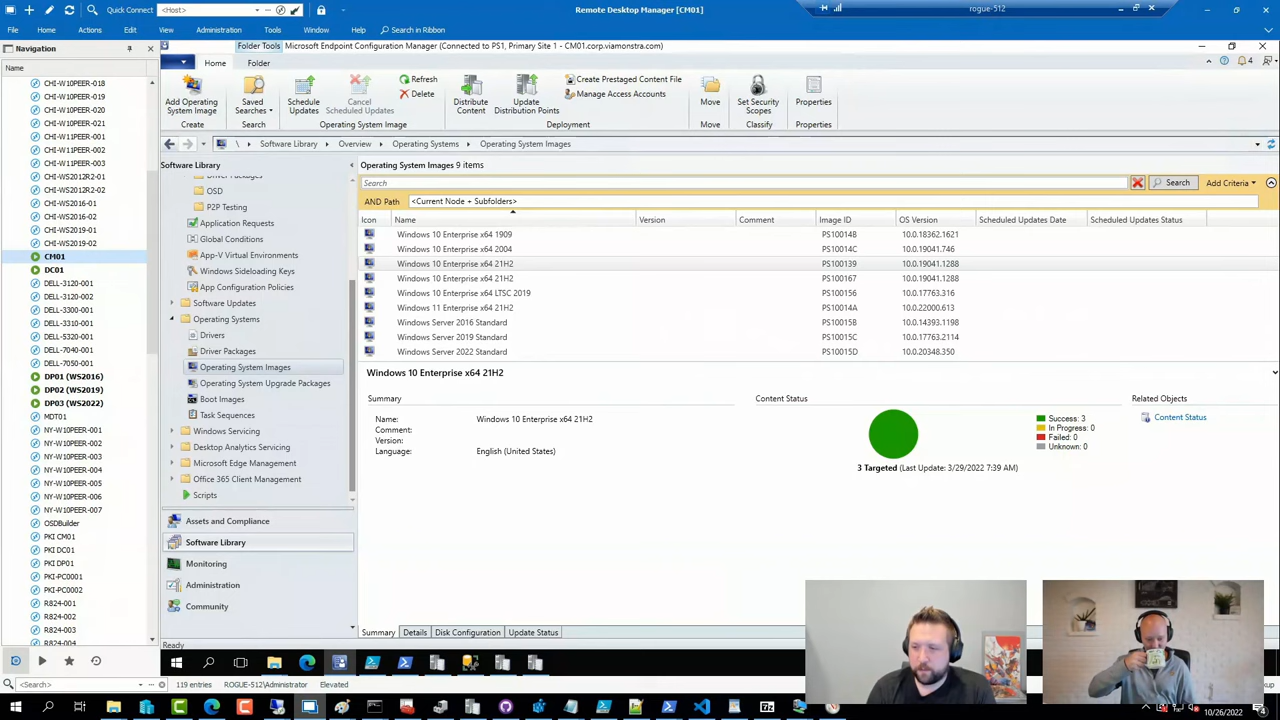 Quick Connect <Host>
Remote Desktop Manager [CM01]
rogue-512
File Home Actions Edit View Administration Tools Window Help Search in Ribbon
Navigation
Name
CHI-W10PEER-018
CHI-W10PEER-019
CHI-W10PEER-020
CHI-W10PEER-021
CHI-W11PEER-001
CHI-W11PEER-002
CHI-W11PEER-003
CHI-WS2012R2-01
CHI-WS2012R2-02
CHI-WS2016-01
CHI-WS2016-02
CHI-WS2019-01
CHI-WS2019-02
CM01
DC01
DELL-3120-001
DELL-3120-002
DELL-3300-001
DELL-3310-001
DELL-5320-001
DELL-7040-001
DELL-7050-001
DP01 (WS2016)
DP02 (WS2019)
DP03 (WS2022)
MDT01
NY-W10PEER-001
NY-W10PEER-002
NY-W10PEER-003
NY-W10PEER-004
NY-W10PEER-005
NY-W10PEER-006
NY-W10PEER-007
OSDBuilder
PKI CM01
PKI DC01
PKI DP01
PKI-PC0001
PKI-PC0002
R824-001
R824-002
R824-003
R824-004
<Search>
119 entries ROGUE-512\Administrator Elevated
Folder Tools Microsoft Endpoint Configuration Manager (Connected to PS1, Primary Site 1 - CM01.corp.viamonstra.com)
Home Folder
4
Add Operating System Image
Saved Searches
Schedule Updates
Cancel Scheduled Updates
Refresh
Delete
Distribute Content
Update Distribution Points
Create Prestaged Content File
Manage Access Accounts
Move
Set Security Scopes
Properties
Create Search Operating System Image Deployment Move Classify Properties
\ Software Library Overview Operating Systems Operating System Images
Software Library
OSD
P2P Testing
Application Requests
Global Conditions
App-V Virtual Environments
Windows Sideloading Keys
App Configuration Policies
Software Updates
Operating Systems
Drivers
Driver Packages
Operating System Images
Operating System Upgrade Packages
Boot Images
Task Sequences
Windows Servicing
Desktop Analytics Servicing
Microsoft Edge Management
Office 365 Client Management
Scripts
Assets and Compliance
Software Library
Monitoring
Administration
Community
Ready
Operating System Images 9 items
Search Search Add Criteria
AND Path <Current Node + Subfolders>
Icon Name Version Comment Image ID OS Version Scheduled Updates Date Scheduled Updates Status
Windows 10 Enterprise x64 1909 PS10014B 10.0.18362.1621
Windows 10 Enterprise x64 2004 PS10014C 10.0.19041.746
Windows 10 Enterprise x64 21H2 PS100139 10.0.19041.1288
Windows 10 Enterprise x64 21H2 PS100167 10.0.19041.1288
Windows 10 Enterprise x64 LTSC 2019 PS100156 10.0.17763.316
Windows 11 Enterprise x64 21H2 PS10014A 10.0.22000.613
Windows Server 2016 Standard PS10015B 10.0.14393.1198
Windows Server 2019 Standard PS10015C 10.0.17763.2114
Windows Server 2022 Standard PS10015D 10.0.20348.350
Windows 10 Enterprise x64 21H2
Summary
Name: Windows 10 Enterprise x64 21H2
Comment:
Version:
Language: English (United States)
Content Status
Success: 3
In Progress: 0
Failed: 0
Unknown: 0
3 Targeted (Last Update: 3/29/2022 7:39 AM)
Related Objects
Content Status
Summary Details Disk Configuration Update Status
10/26/2022
4